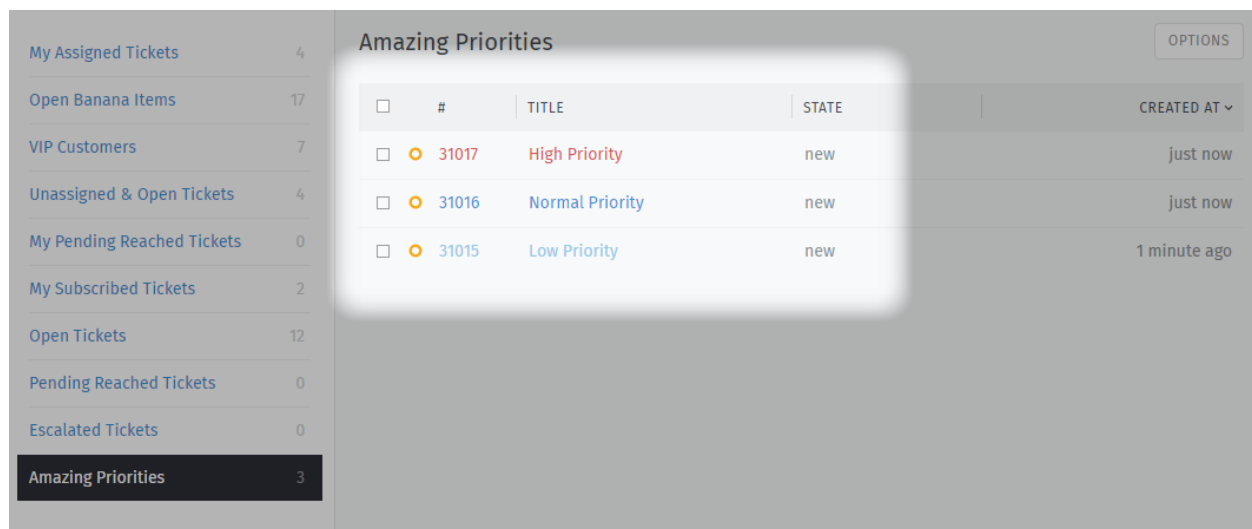 My Assigned Tickets 4
Open Banana Items 17
VIP Customers 7
Unassigned & Open Tickets 4
My Pending Reached Tickets 0
My Subscribed Tickets 2
Open Tickets 12
Pending Reached Tickets 0
Escalated Tickets 0
Amazing Priorities 3
Amazing Priorities OPTIONS
# TITLE STATE CREATED AT
31017 High Priority new just now
31016 Normal Priority new just now
31015 Low Priority new 1 minute ago